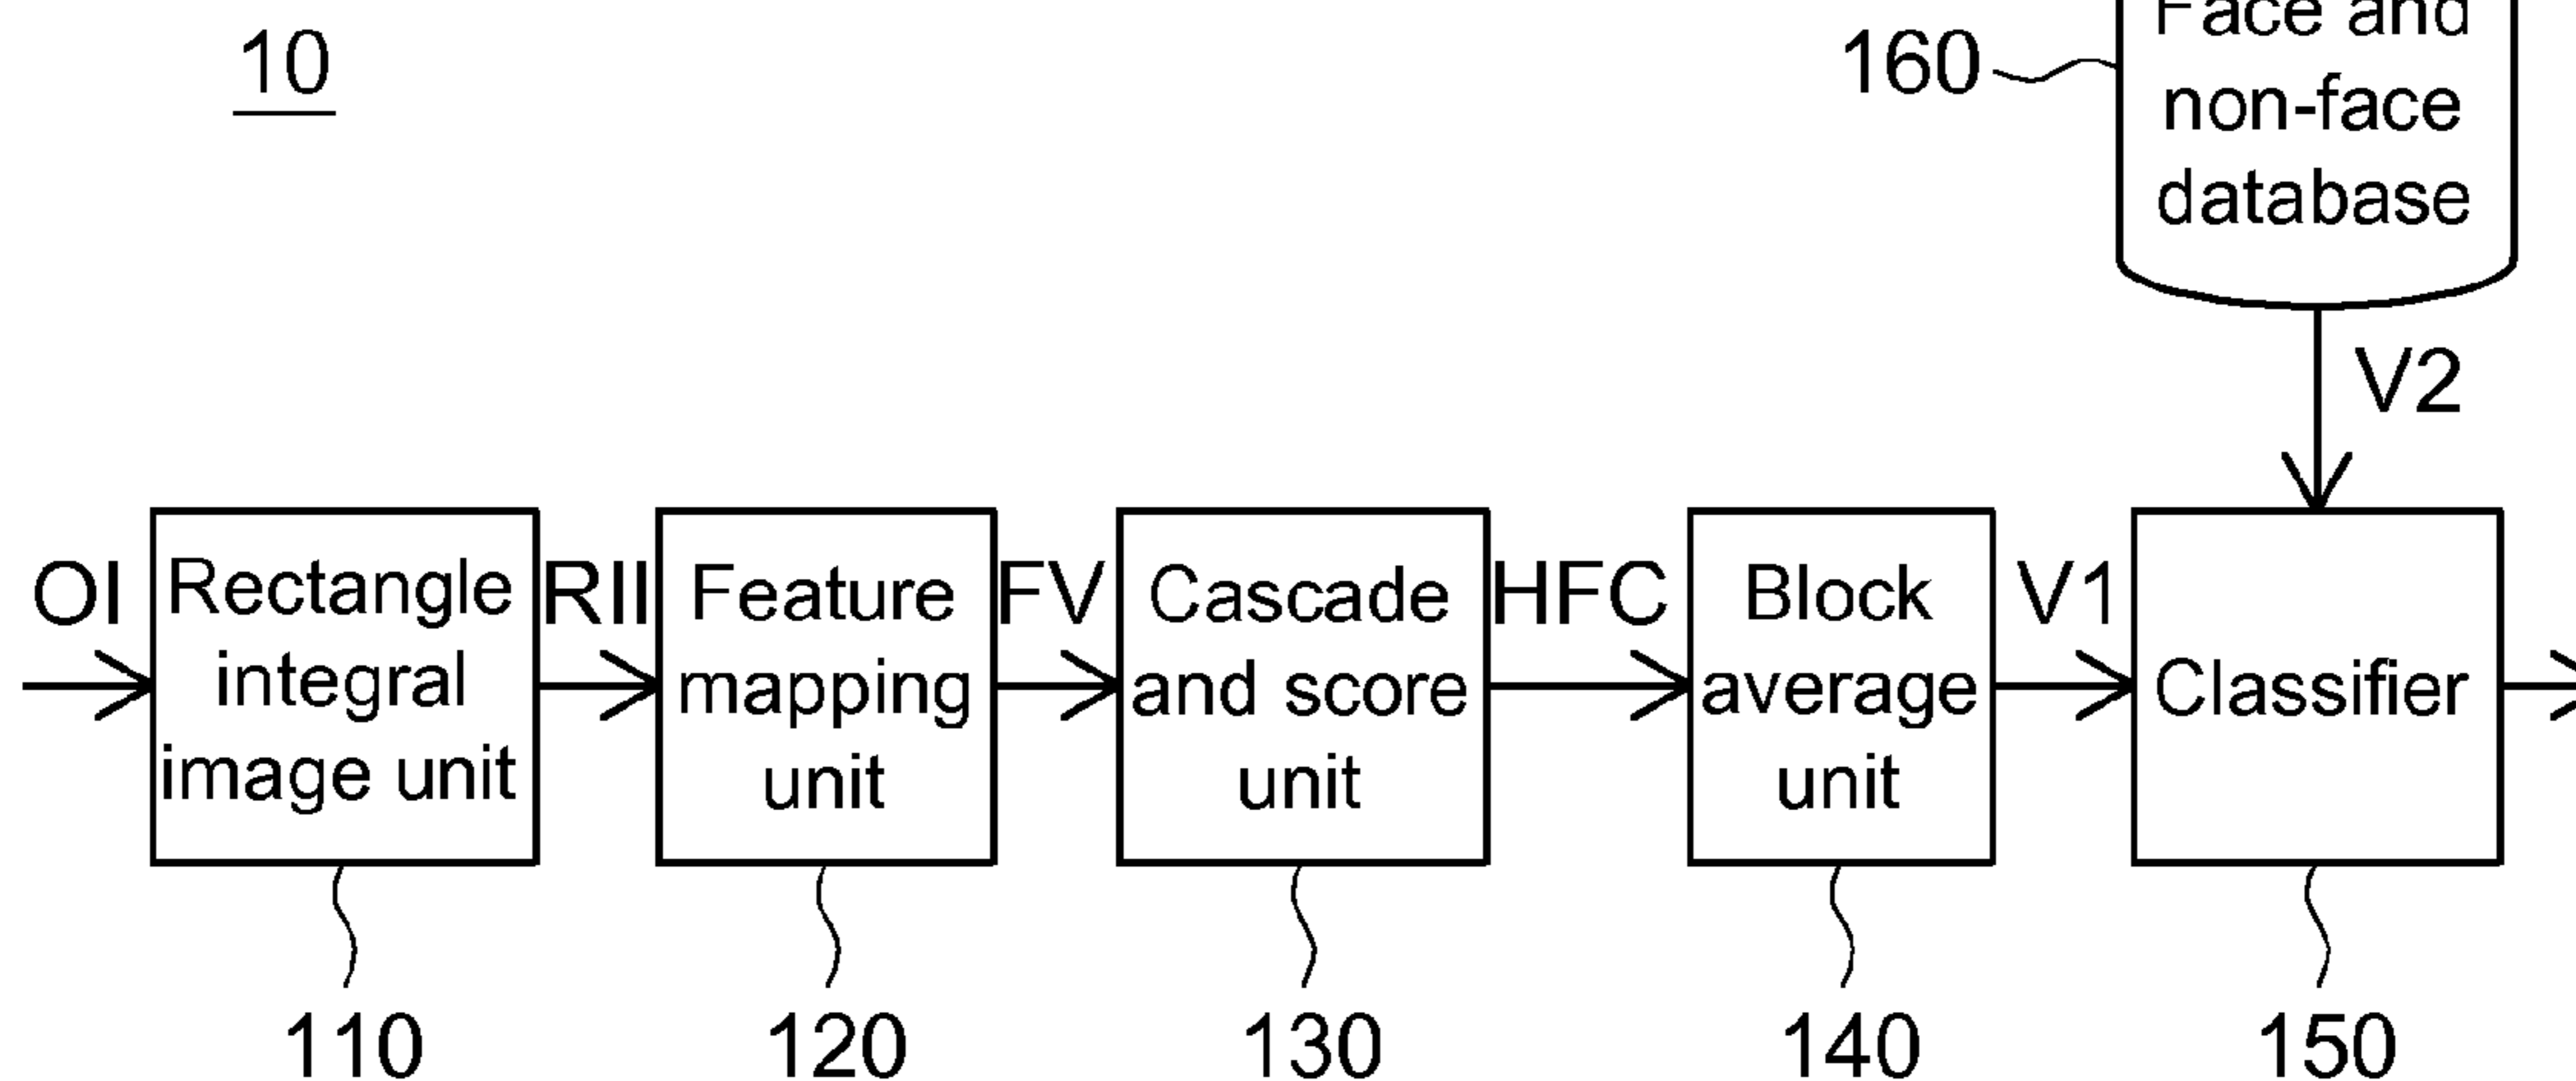 10
160
Face and
non-face
database
V2
OI
Rectangle
integral
image unit
RII
Feature
mapping
unit
FV
Cascade
and score
unit
HFC
Block
average
unit
V1
Classifier
110
120
130
140
150